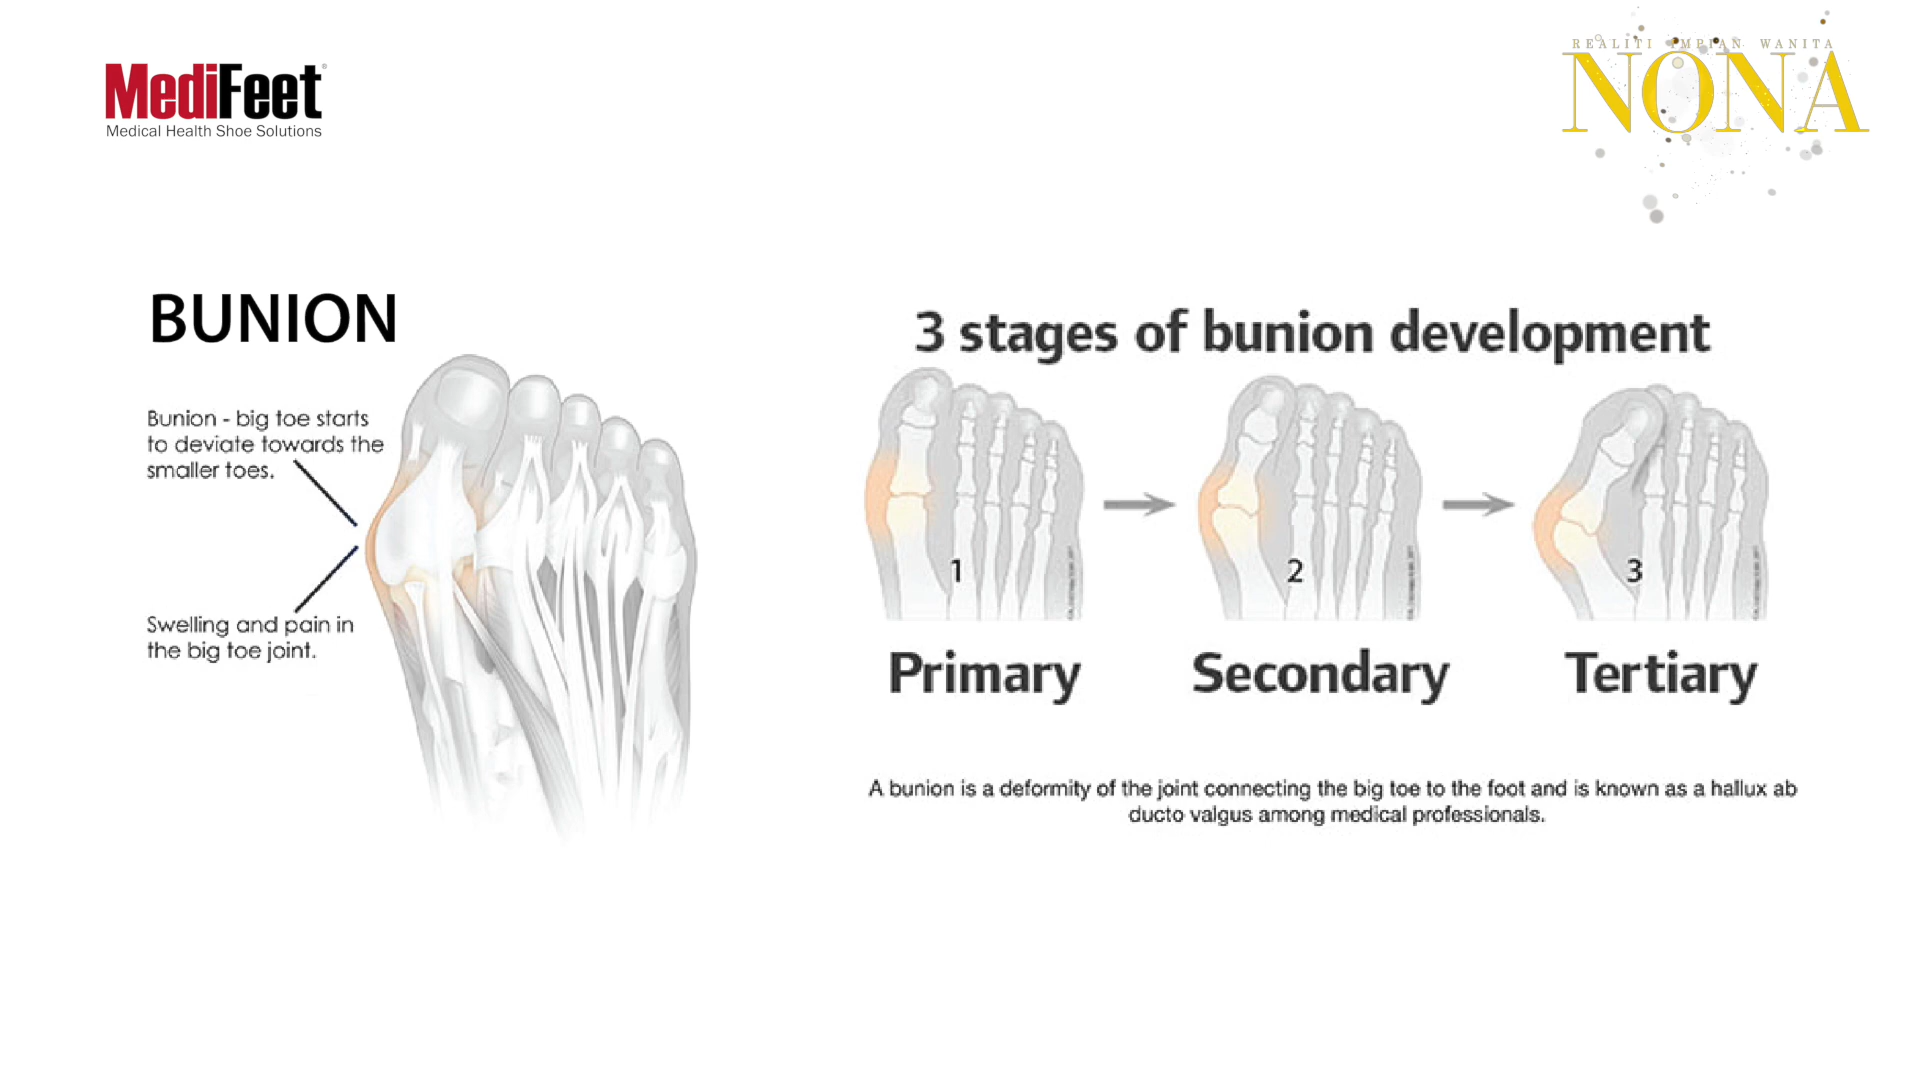 MediFeet®
Medical Health Shoe Solutions
REALITI IMPIAN WANITA
NONA
BUNION
Bunion - big toe starts
to deviate towards the
smaller toes.
Swelling and pain in
the big toe joint.
3 stages of bunion development
1
2
3
Primary
Secondary
Tertiary
A bunion is a deformity of the joint connecting the big toe to the foot and is known as a hallux ab
ducto valgus among medical professionals.